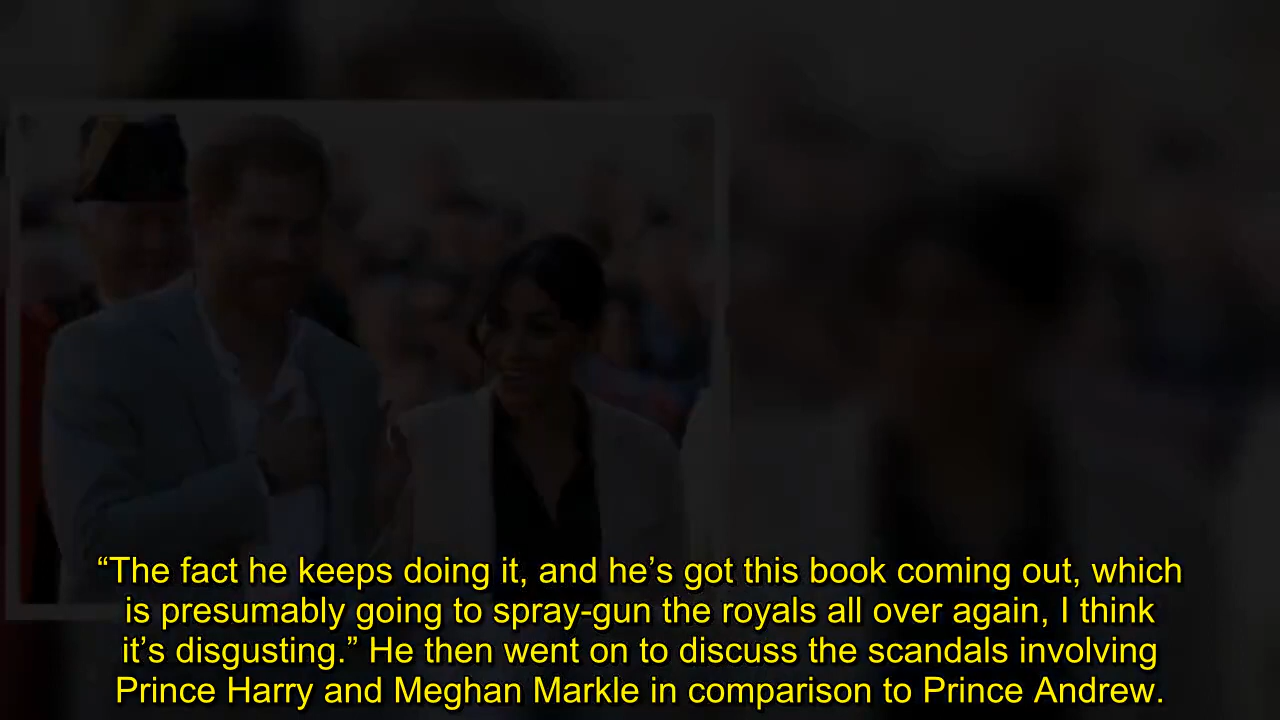 “The fact he keeps doing it, and he’s got this book coming out, which
is presumably going to spray-gun the royals all over again, I think
it’s disgusting.” He then went on to discuss the scandals involving
Prince Harry and Meghan Markle in comparison to Prince Andrew.